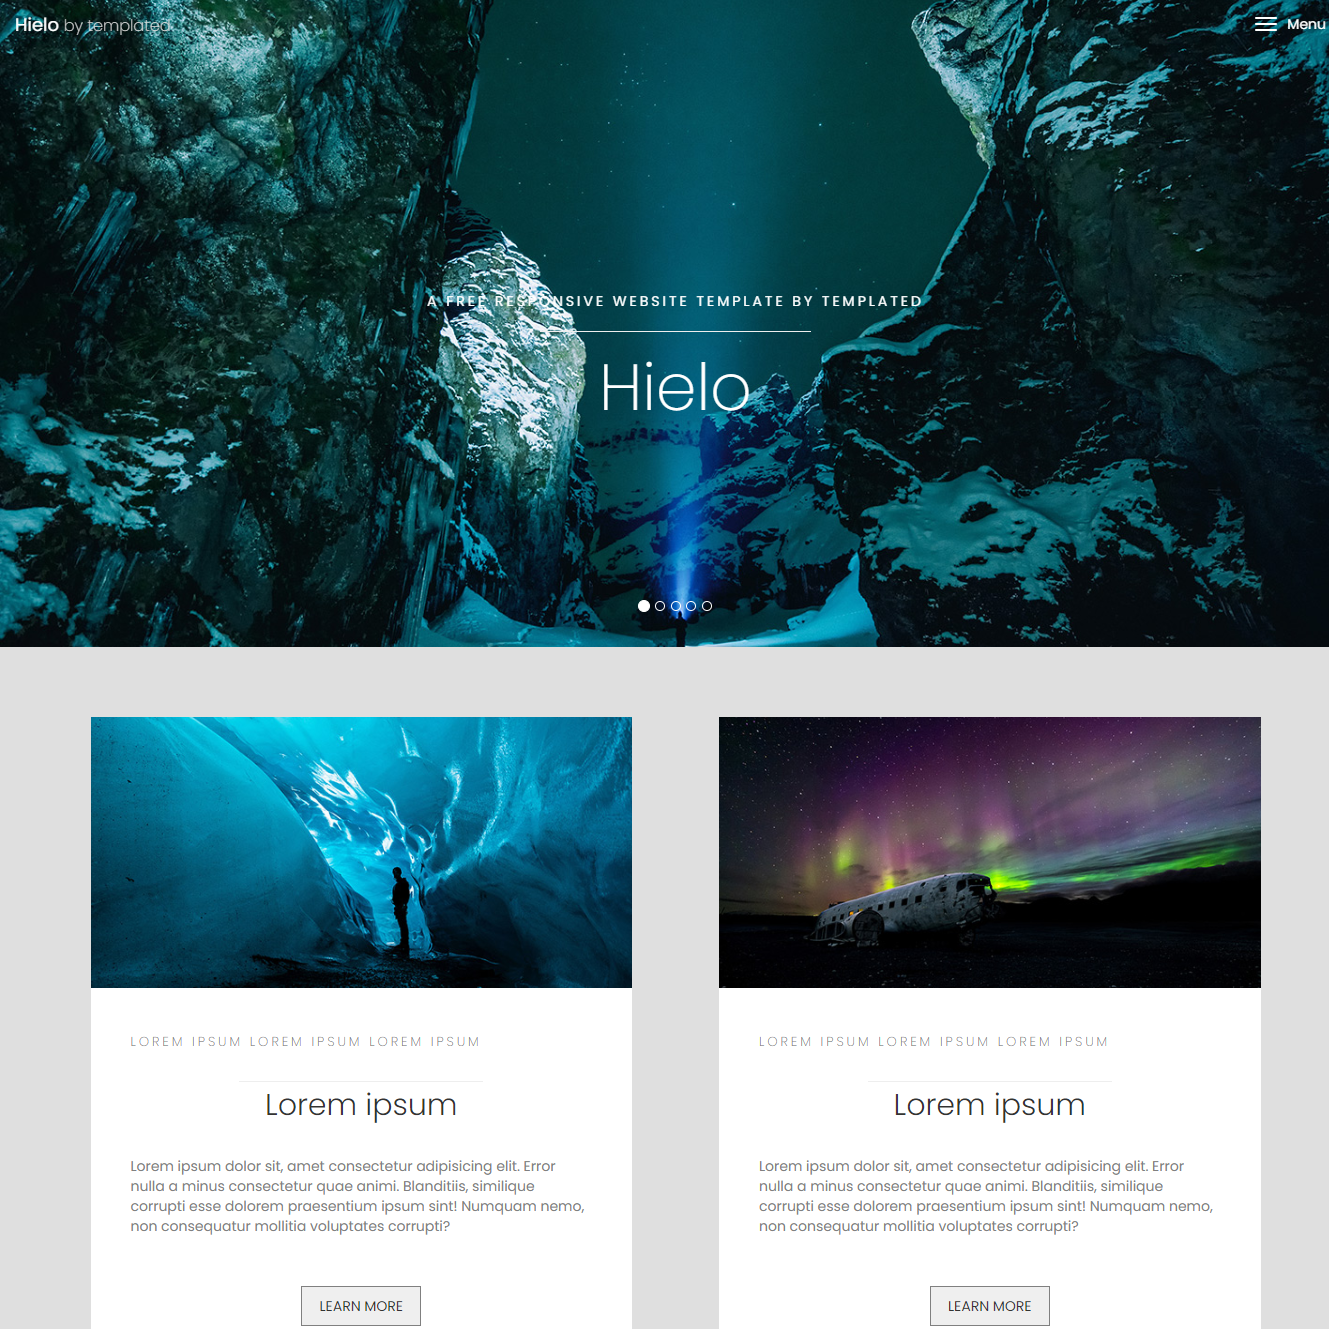 Hielo by templated
Menu
A FREE RESPONSIVE WEBSITE TEMPLATE BY TEMPLATED
Hielo
LOREM IPSUM LOREM IPSUM LOREM IPSUM
Lorem ipsum
Lorem ipsum dolor sit, amet consectetur adipisicing elit. Error
nulla a minus consectetur quae animi. Blanditiis, similique
corrupti esse dolorem praesentium ipsum sint! Numquam nemo,
non consequatur mollitia voluptates corrupti?
LEARN MORE
LOREM IPSUM LOREM IPSUM LOREM IPSUM
Lorem ipsum
Lorem ipsum dolor sit, amet consectetur adipisicing elit. Error
nulla a minus consectetur quae animi. Blanditiis, similique
corrupti esse dolorem praesentium ipsum sint! Numquam nemo,
non consequatur mollitia voluptates corrupti?
LEARN MORE